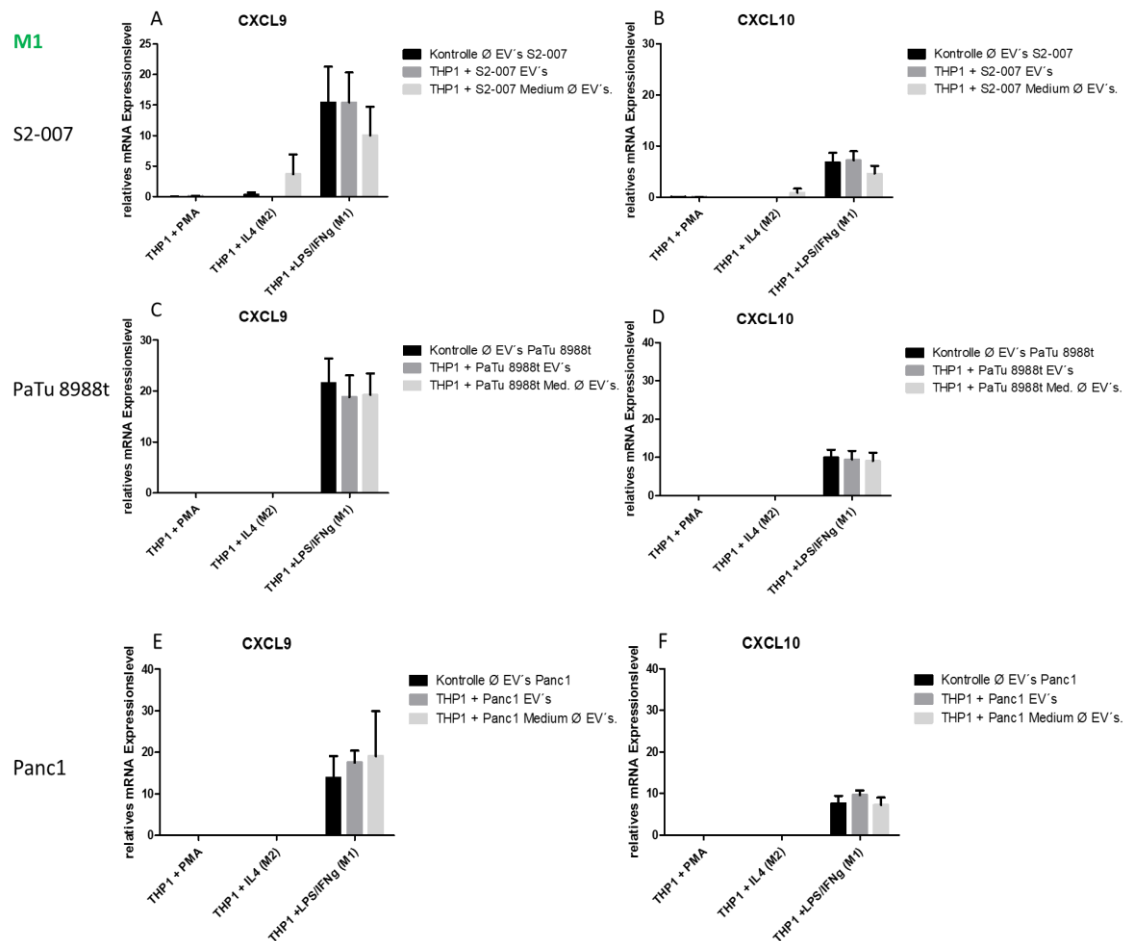 M1
S2-007
A
CXCL9
relatives mRNA Expressionslevel
25
20
15
10
5
0
THP1 + PMA
THP1 + IL4 (M2)
THP1 +LPS/IFNg (M1)
Kontrolle Ø EV´s S2-007
THP1 + S2-007 EV´s
THP1 + S2-007 Medium Ø EV´s.
B
CXCL10
relatives mRNA Expressionslevel
30
20
10
0
THP1 + PMA
THP1 + IL4 (M2)
THP1 +LPS/IFNg (M1)
Kontrolle Ø EV´s S2-007
THP1 + S2-007 EV´s
THP1 + S2-007 Medium Ø EV´s.
PaTu 8988t
C
CXCL9
relatives mRNA Expressionslevel
30
20
10
0
THP1 + PMA
THP1 + IL4 (M2)
THP1 +LPS/IFNg (M1)
Kontrolle Ø EV´s PaTu 8988t
THP1 + PaTu 8988t EV´s
THP1 + PaTu 8988t Med. Ø EV´s.
D
CXCL10
relatives mRNA Expressionslevel
40
30
20
10
0
THP1 + PMA
THP1 + IL4 (M2)
THP1 +LPS/IFNg (M1)
Kontrolle Ø EV´s PaTu 8988t
THP1 + PaTu 8988t EV´s
THP1 + PaTu 8988t Med. Ø EV´s.
Panc1
E
CXCL9
relatives mRNA Expressionslevel
40
30
20
10
0
THP1 + PMA
THP1 + IL4 (M2)
THP1 +LPS/IFNg (M1)
Kontrolle Ø EV´s Panc1
THP1 + Panc1 EV´s
THP1 + Panc1 Medium Ø EV´s.
F
CXCL10
relatives mRNA Expressionslevel
40
30
20
10
0
THP1 + PMA
THP1 + IL4 (M2)
THP1 +LPS/IFNg (M1)
Kontrolle Ø EV´s Panc1
THP1 + Panc1 EV´s
THP1 + Panc1 Medium Ø EV´s.